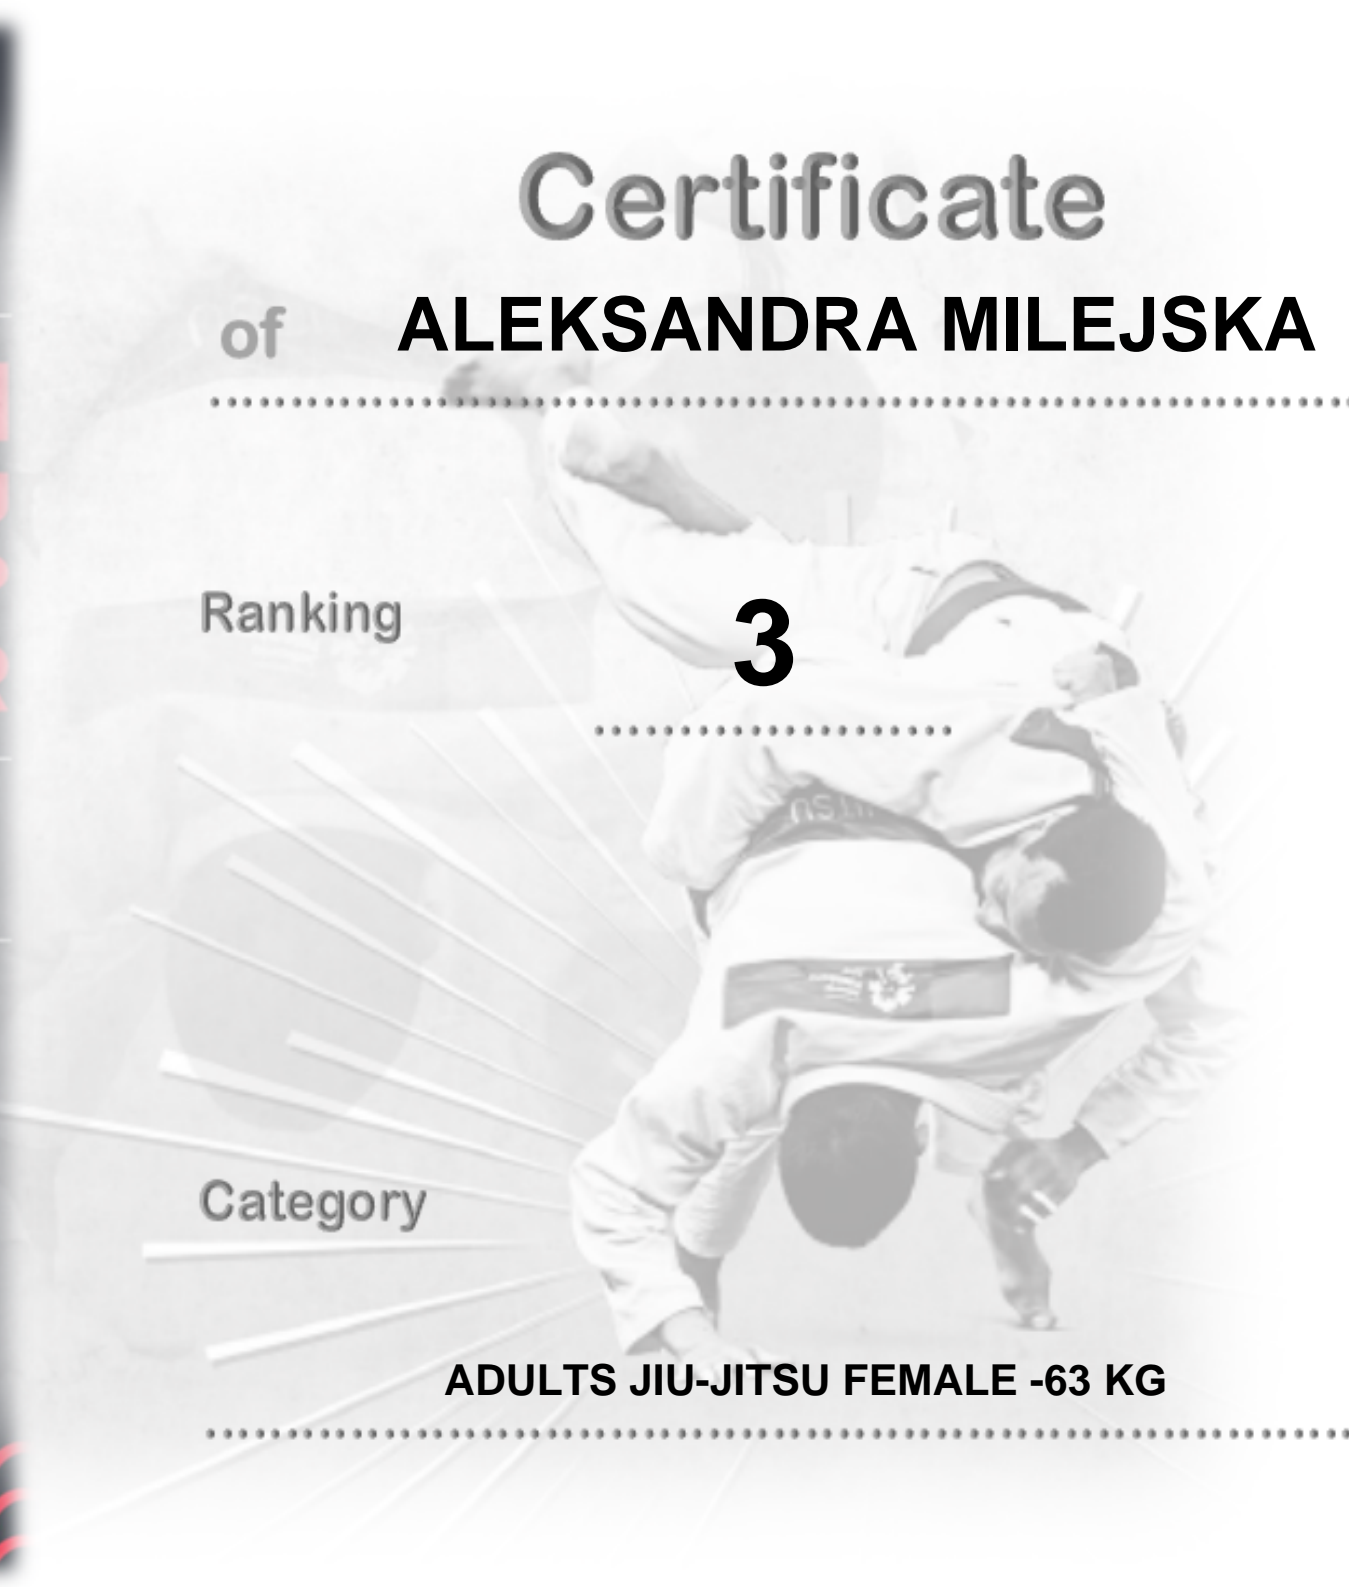 Certificate
of ALEKSANDRA MILEJSKA
Ranking 3
Category
ADULTS JIU-JITSU FEMALE -63 KG